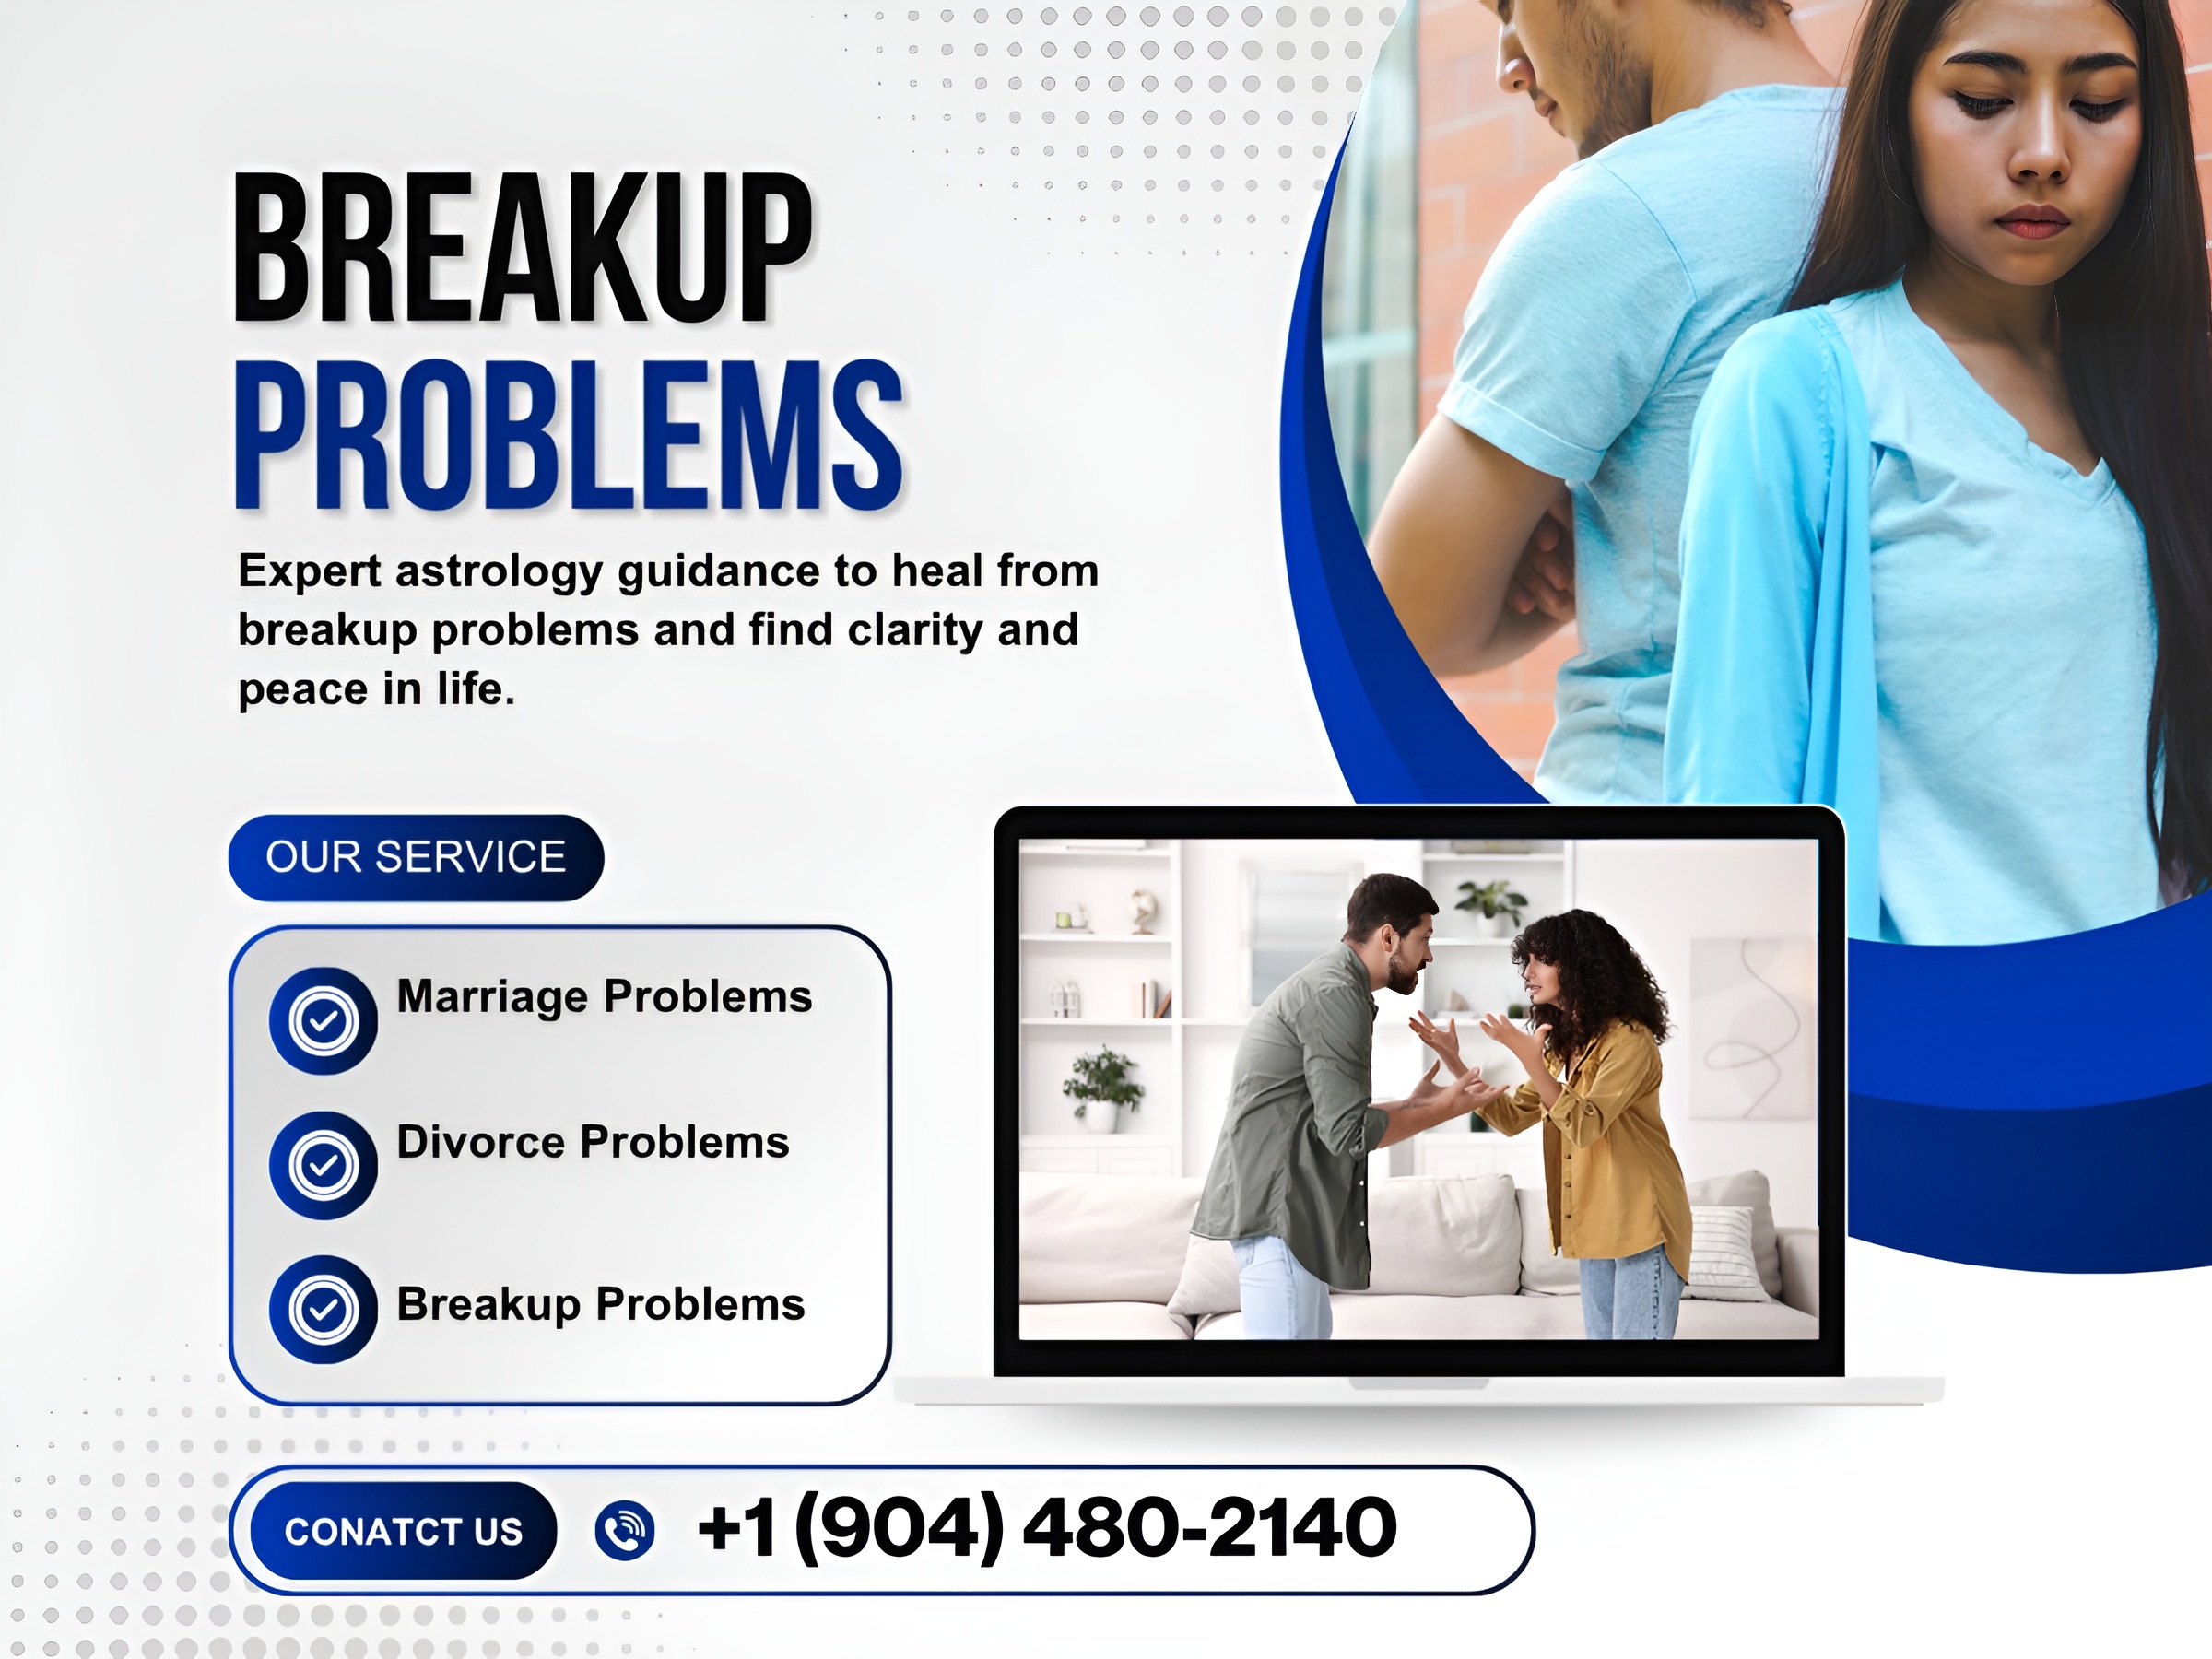 BREAKUP
PROBLEMS
Expert astrology guidance to heal from
breakup problems and find clarity and
peace in life.
OUR SERVICE
Marriage Problems
Divorce Problems
Breakup Problems
CONATCT US
+1 (904) 480-2140